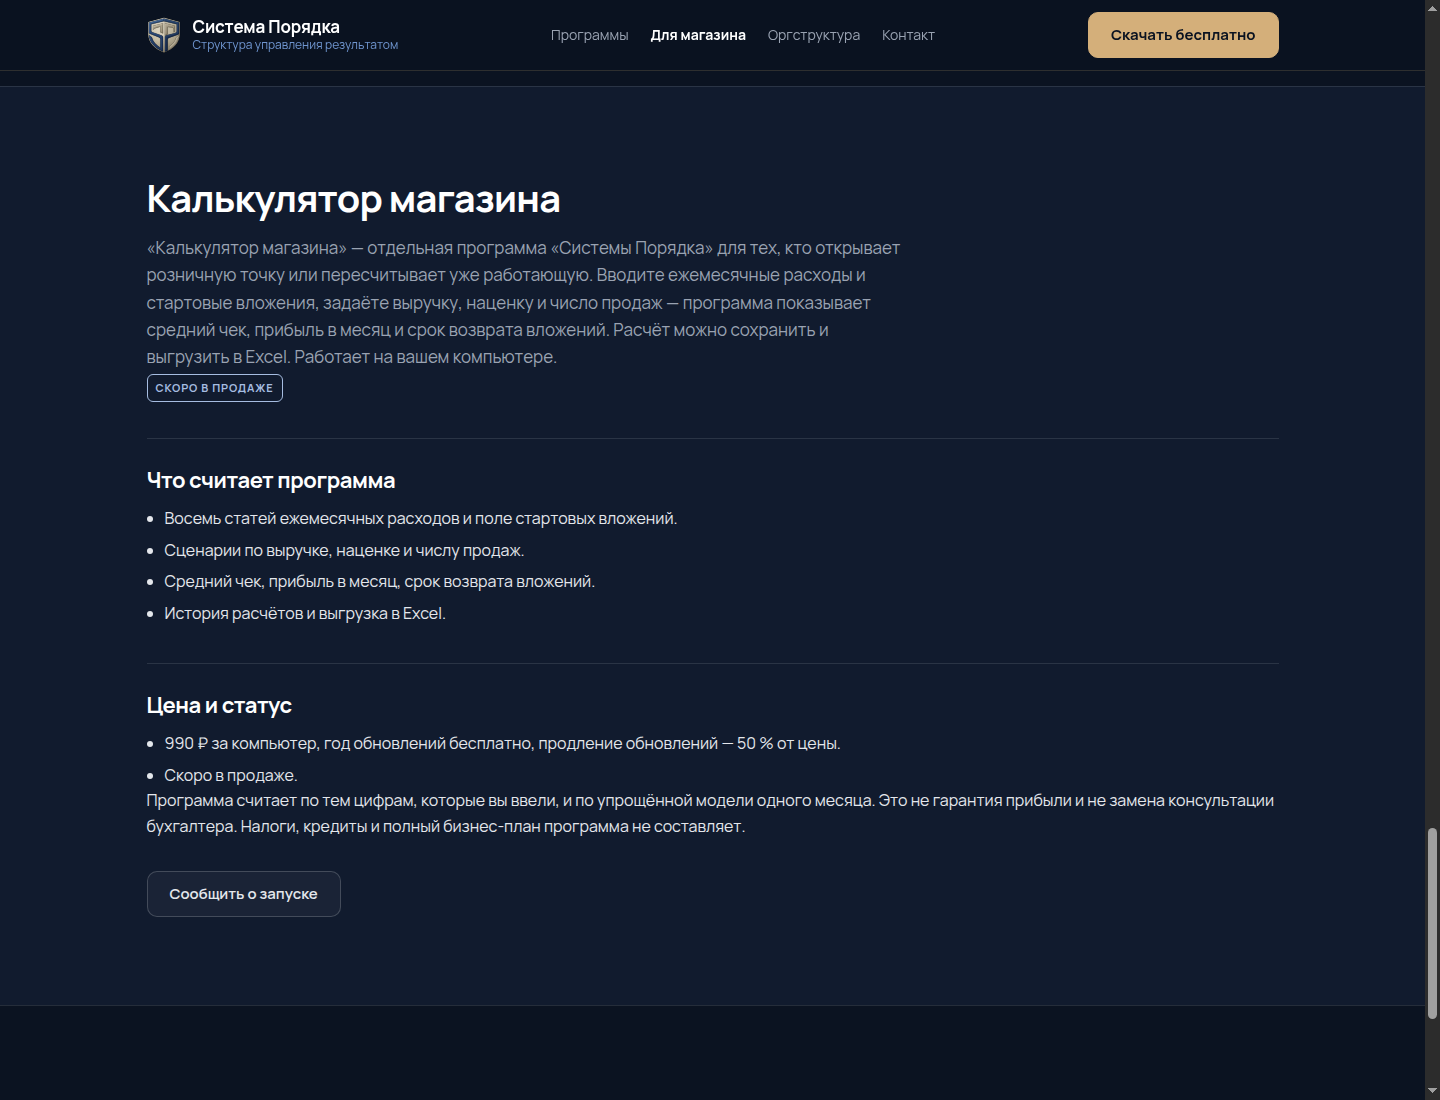 Система Порядка
Структура управления результатом
Программы
Для магазина
Оргструктура
Контакт
Скачать бесплатно
Калькулятор магазина
«Калькулятор магазина» — отдельная программа «Системы Порядка» для тех, кто открывает
розничную точку или пересчитывает уже работающую. Вводите ежемесячные расходы и
стартовые вложения, задаёте выручку, наценку и число продаж — программа показывает
средний чек, прибыль в месяц и срок возврата вложений. Расчёт можно сохранить и
выгрузить в Excel. Работает на вашем компьютере.
СКОРО В ПРОДАЖЕ
Что считает программа
Восемь статей ежемесячных расходов и поле стартовых вложений.
Сценарии по выручке, наценке и числу продаж.
Средний чек, прибыль в месяц, срок возврата вложений.
История расчётов и выгрузка в Excel.
Цена и статус
990 ₽ за компьютер, год обновлений бесплатно, продление обновлений — 50 % от цены.
Скоро в продаже.
Программа считает по тем цифрам, которые вы ввели, и по упрощённой модели одного месяца. Это не гарантия прибыли и не замена консультации
бухгалтера. Налоги, кредиты и полный бизнес-план программа не составляет.
Сообщить о запуске